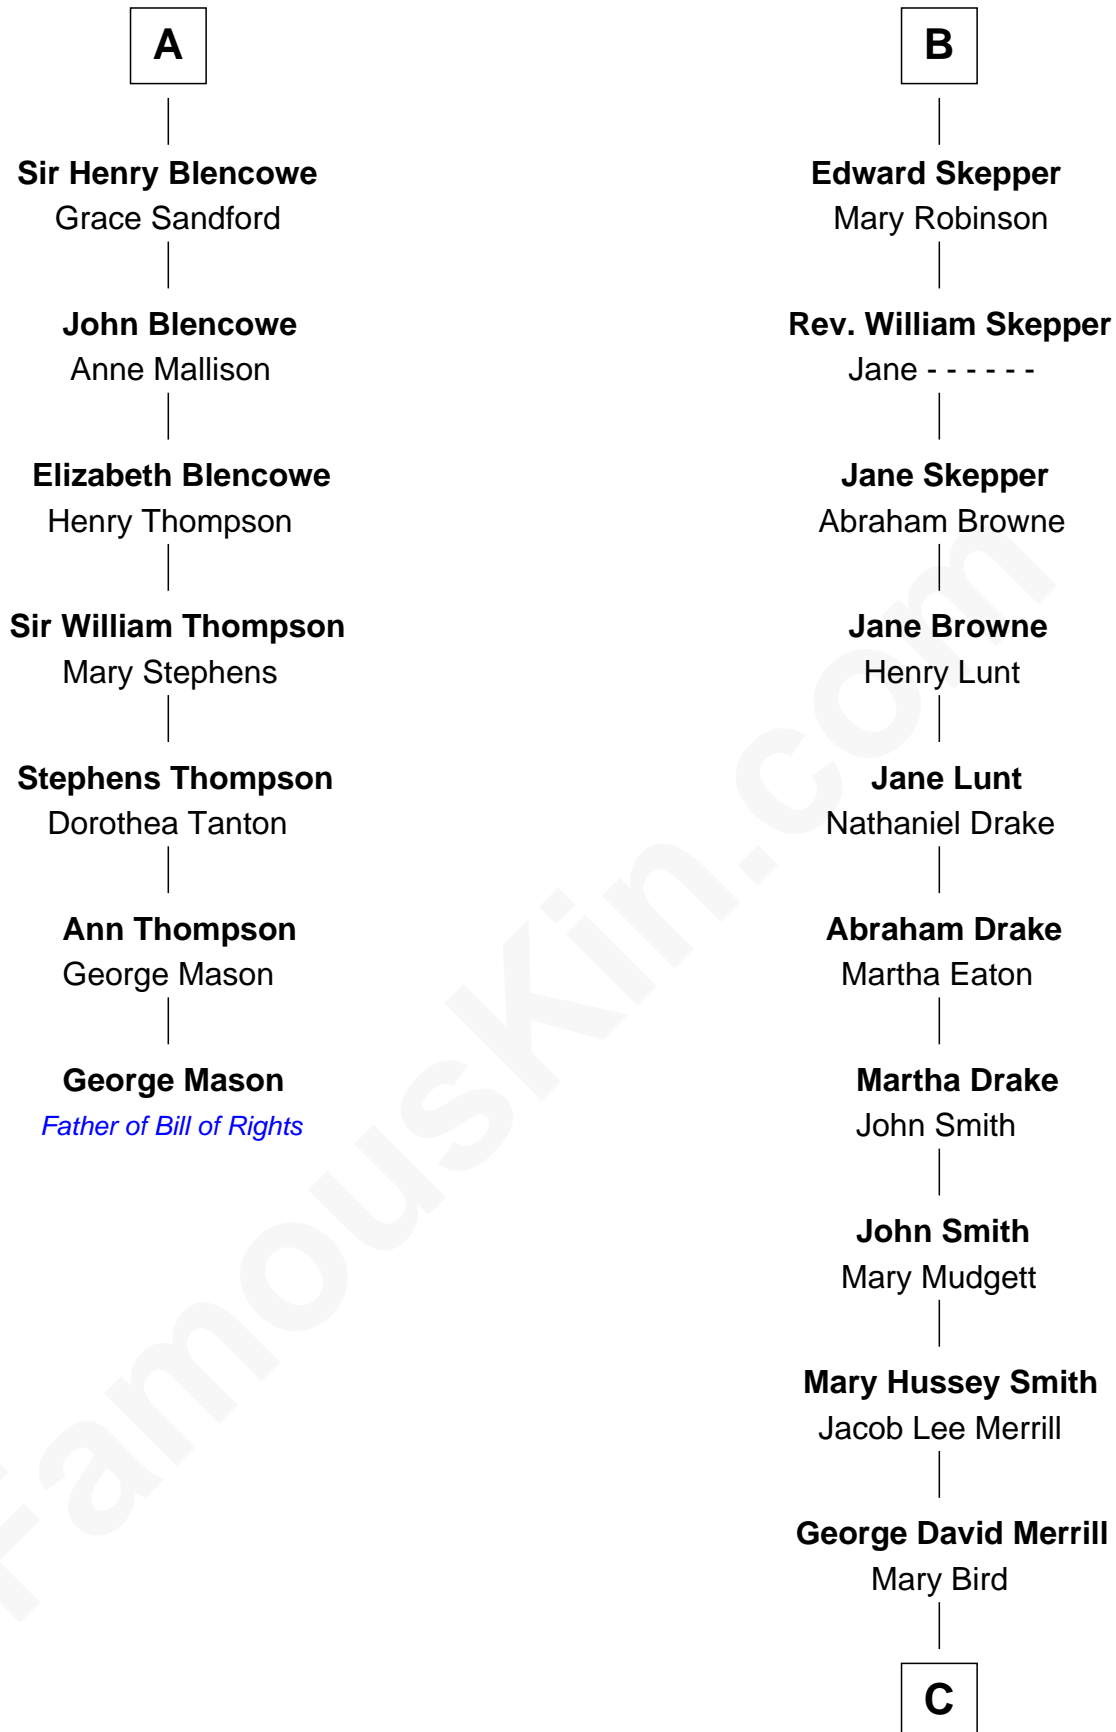 A
Sir Henry Blencowe
Grace Sandford
John Blencowe
Anne Mallison
Elizabeth Blencowe
Henry Thompson
Sir William Thompson
Mary Stephens
Stephens Thompson
Dorothea Tanton
Ann Thompson
George Mason
George Mason
Father of Bill of Rights
B
Edward Skepper
Mary Robinson
Rev. William Skepper
Jane - - - - - -
Jane Skepper
Abraham Browne
Jane Browne
Henry Lunt
Jane Lunt
Nathaniel Drake
Abraham Drake
Martha Eaton
Martha Drake
John Smith
John Smith
Mary Mudgett
Mary Hussey Smith
Jacob Lee Merrill
George David Merrill
Mary Bird
C
FamousKin.com